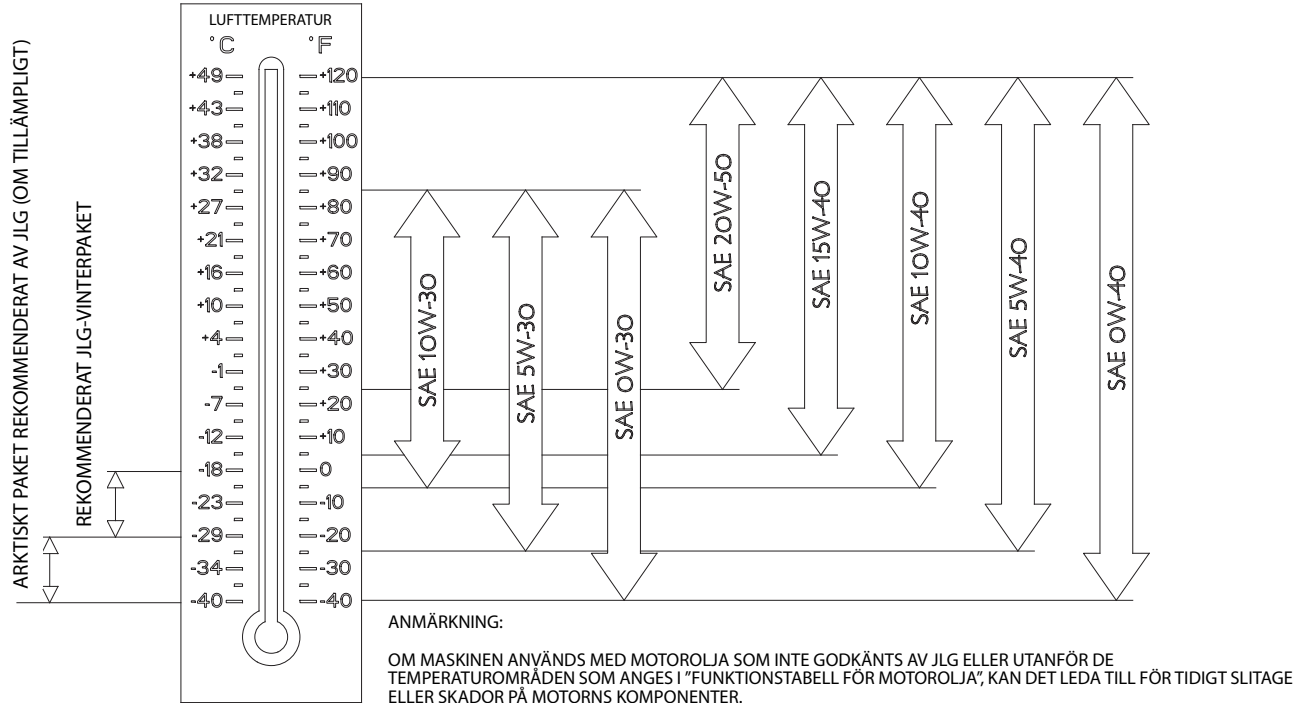 ARKTISKT PAKET REKOMMENDERAT AV JLG (OM TILLÄMPLIGT)
REKOMMENDERAT JLG-VINTERPAKET
LUFTTEMPERATUR
°C °F
+49 +120
+43 +110
+38 +100
+32 +90
+27 +80
+21 +70
+16 +60
+10 +50
+4 +40
-1 +30
-7 +20
-12 +10
-18 0
-23 -10
-29 -20
-34 -30
-40 -40
SAE 10W-30
SAE 5W-30
SAE 0W-30
SAE 20W-50
SAE 15W-40
SAE 10W-40
SAE 5W-40
SAE 0W-40
ANMÄRKNING:
OM MASKINEN ANVÄNDS MED MOTOROLJA SOM INTE GODKÄNTS AV JLG ELLER UTANFÖR DE
TEMPERATUROMRÅDEN SOM ANGES I ”FUNKTIONSTABELL FÖR MOTOROLJA”, KAN DET LEDA TILL FÖR TIDIGT SLITAGE
ELLER SKADOR PÅ MOTORNS KOMPONENTER.